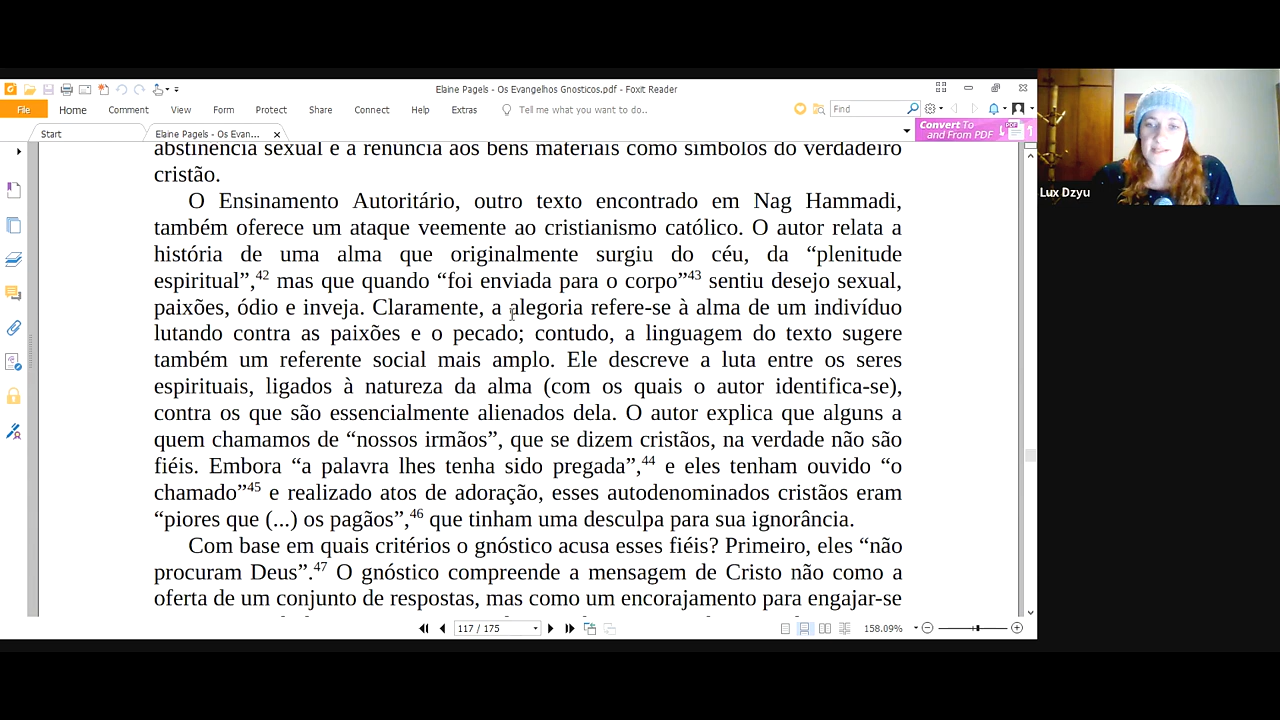 Elaine Pagels - Os Evangelhos Gnosticos.pdf - Foxit Reader
File Home Comment View Form Protect Share Connect Help Extras Tell me what you want to do.. Find
Start Elaine Pagels - Os Evan... Convert To
and From PDF
abstinência sexual e a renúncia aos bens materiais como símbolos do verdadeiro
cristão.
O Ensinamento Autoritário, outro texto encontrado em Nag Hammadi,
também oferece um ataque veemente ao cristianismo católico. O autor relata a
história de uma alma que originalmente surgiu do céu, da “plenitude
espiritual”,42 mas que quando “foi enviada para o corpo”43 sentiu desejo sexual,
paixões, ódio e inveja. Claramente, a alegoria refere-se à alma de um indivíduo
lutando contra as paixões e o pecado; contudo, a linguagem do texto sugere
também um referente social mais amplo. Ele descreve a luta entre os seres
espirituais, ligados à natureza da alma (com os quais o autor identifica-se),
contra os que são essencialmente alienados dela. O autor explica que alguns a
quem chamamos de “nossos irmãos”, que se dizem cristãos, na verdade não são
fiéis. Embora “a palavra lhes tenha sido pregada”,44 e eles tenham ouvido “o
chamado”45 e realizado atos de adoração, esses autodenominados cristãos eram
“piores que (...) os pagãos”,46 que tinham uma desculpa para sua ignorância.
Com base em quais critérios o gnóstico acusa esses fiéis? Primeiro, eles “não
procuram Deus”.47 O gnóstico compreende a mensagem de Cristo não como a
oferta de um conjunto de respostas, mas como um encorajamento para engajar-se
117 / 175 158.09%
Lux Dzyu